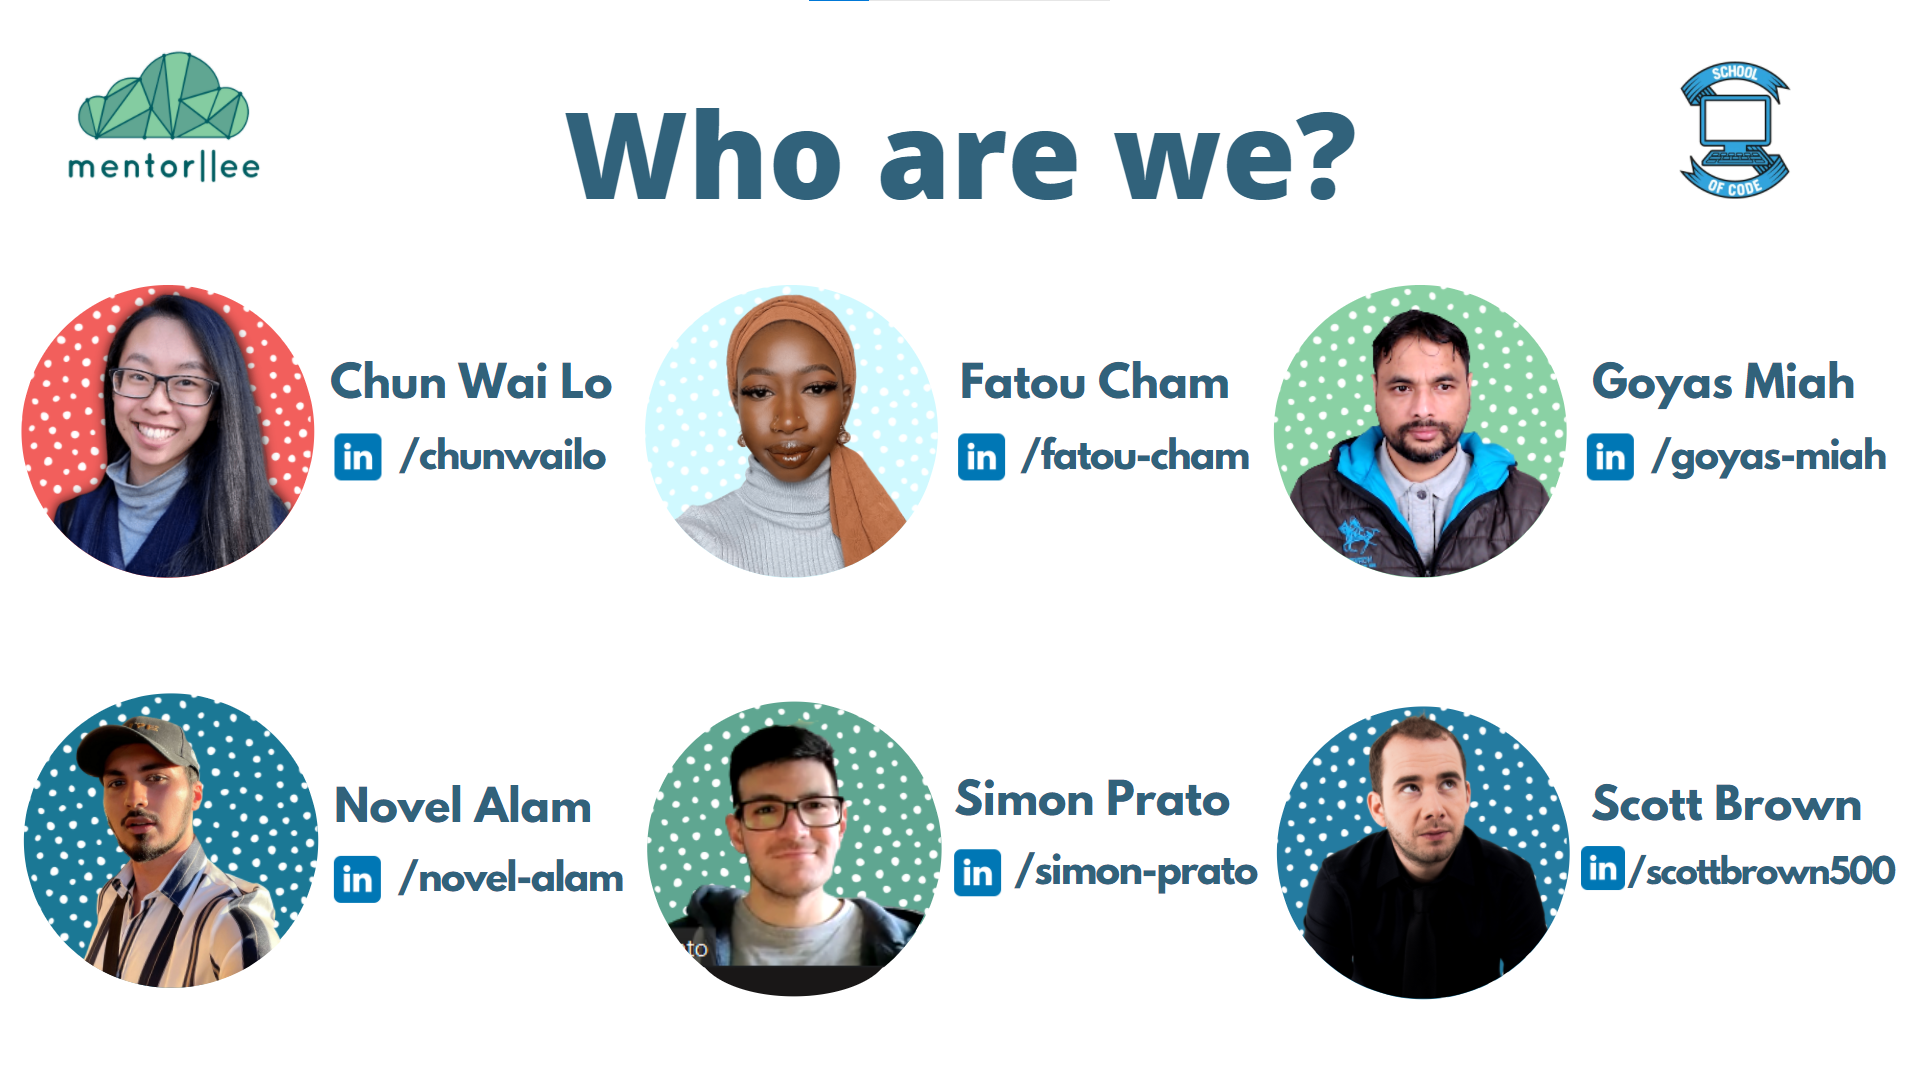 mentor||ee
Who are we?
SCHOOL
OF CODE
Chun Wai Lo
in /chunwailo
Fatou Cham
in /fatou-cham
Goyas Miah
in /goyas-miah
Novel Alam
in /novel-alam
Simon Prato
in /simon-prato
to
Scott Brown
in /scottbrown500